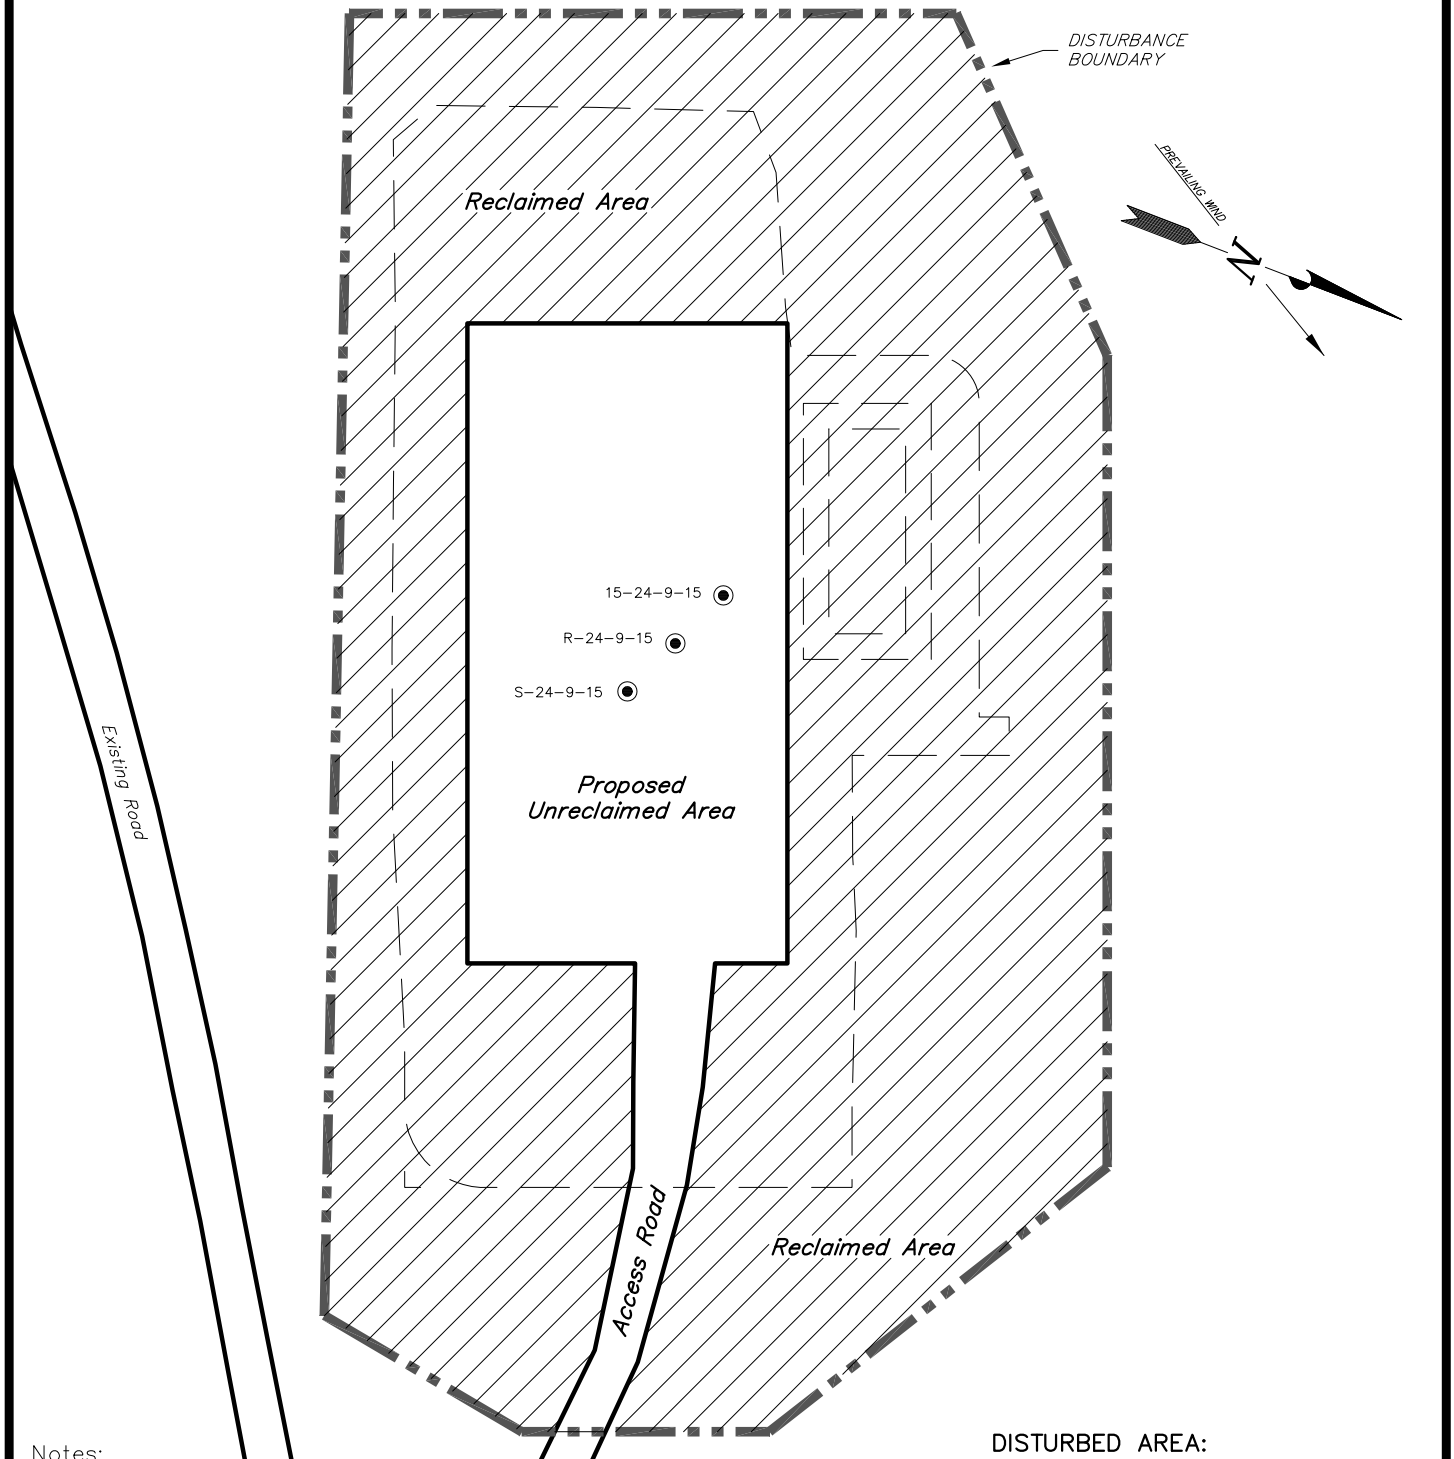 DISTURBANCE
BOUNDARY
PREVAILING WIND
N
Reclaimed Area
15-24-9-15
R-24-9-15
S-24-9-15
Proposed
Unreclaimed Area
Existing Road
Access Road
Reclaimed Area
DISTURBED AREA:
Notes: